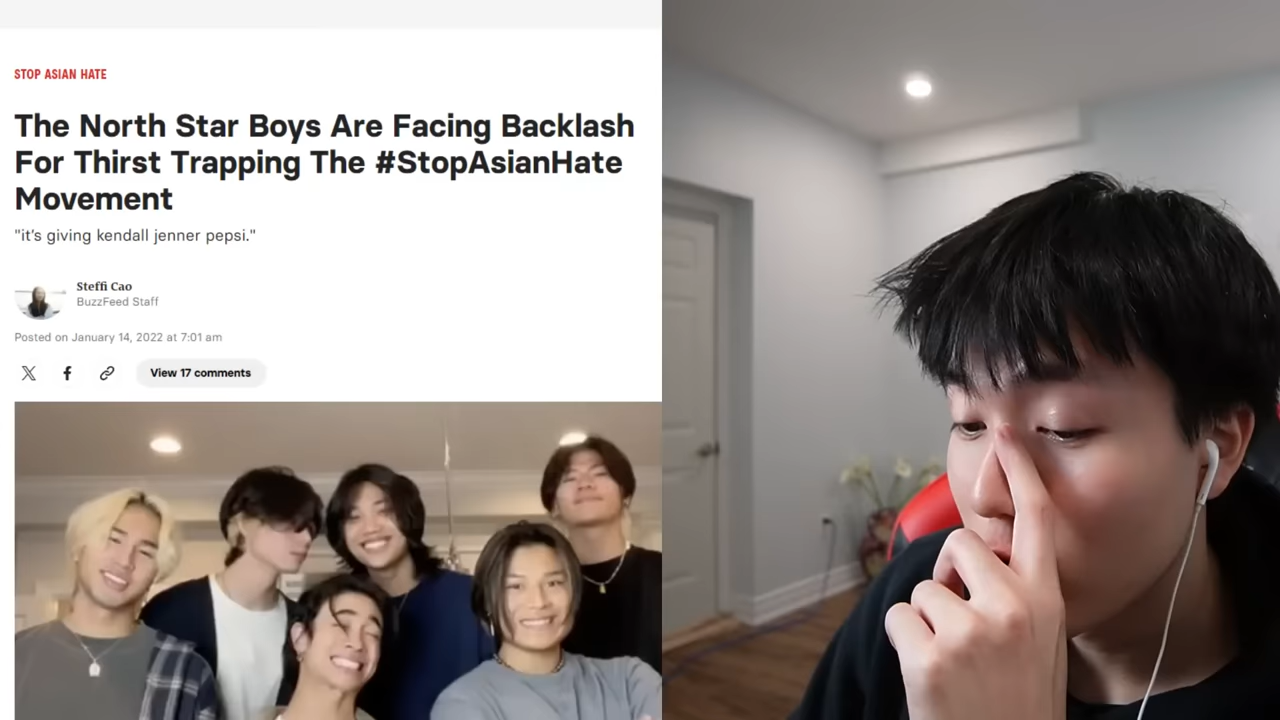 STOP ASIAN HATE
The North Star Boys Are Facing Backlash
For Thirst Trapping The #StopAsianHate
Movement
"it's giving kendall jenner pepsi."
Steffi Cao
BuzzFeed Staff
Posted on January 14, 2022 at 7:01 am
View 17 comments